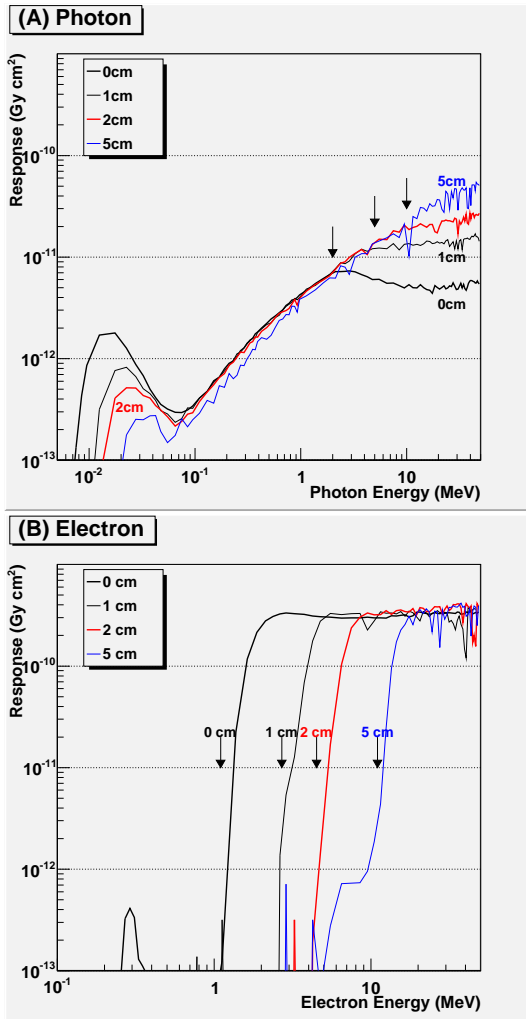 (A) Photon
Response (Gy cm²)
0cm
1cm
2cm
5cm
10⁻¹⁰
10⁻¹¹
10⁻¹²
10⁻¹³
5cm
1cm
0cm
2cm
10⁻²
10⁻¹
1
10
Photon Energy (MeV)
(B) Electron
Response (Gy cm²)
0 cm
1 cm
2 cm
5 cm
10⁻¹⁰
10⁻¹¹
10⁻¹²
10⁻¹³
0 cm
1 cm
2 cm
5 cm
10⁻¹
1
10
Electron Energy (MeV)